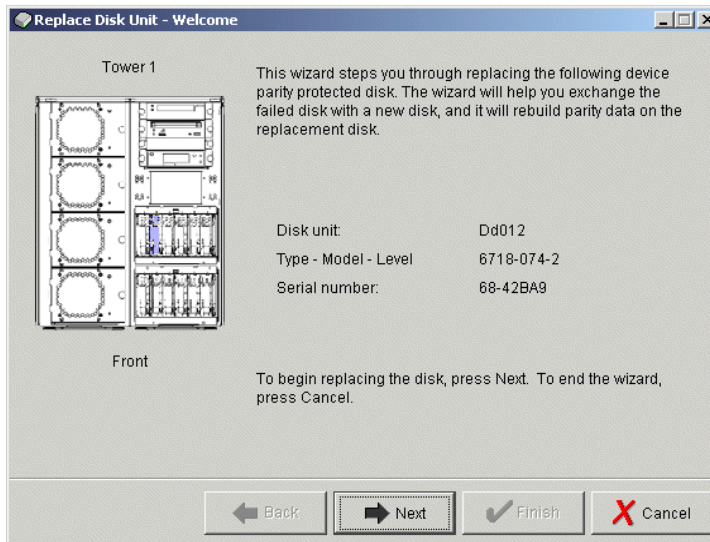 Replace Disk Unit - Welcome
Tower 1
This wizard steps you through replacing the following device
parity protected disk. The wizard will help you exchange the
failed disk with a new disk, and it will rebuild parity data on the
replacement disk.
Disk unit: Dd012
Type - Model - Level 6718-074-2
Serial number: 68-42BA9
Front
To begin replacing the disk, press Next. To end the wizard,
press Cancel.
Back Next Finish Cancel